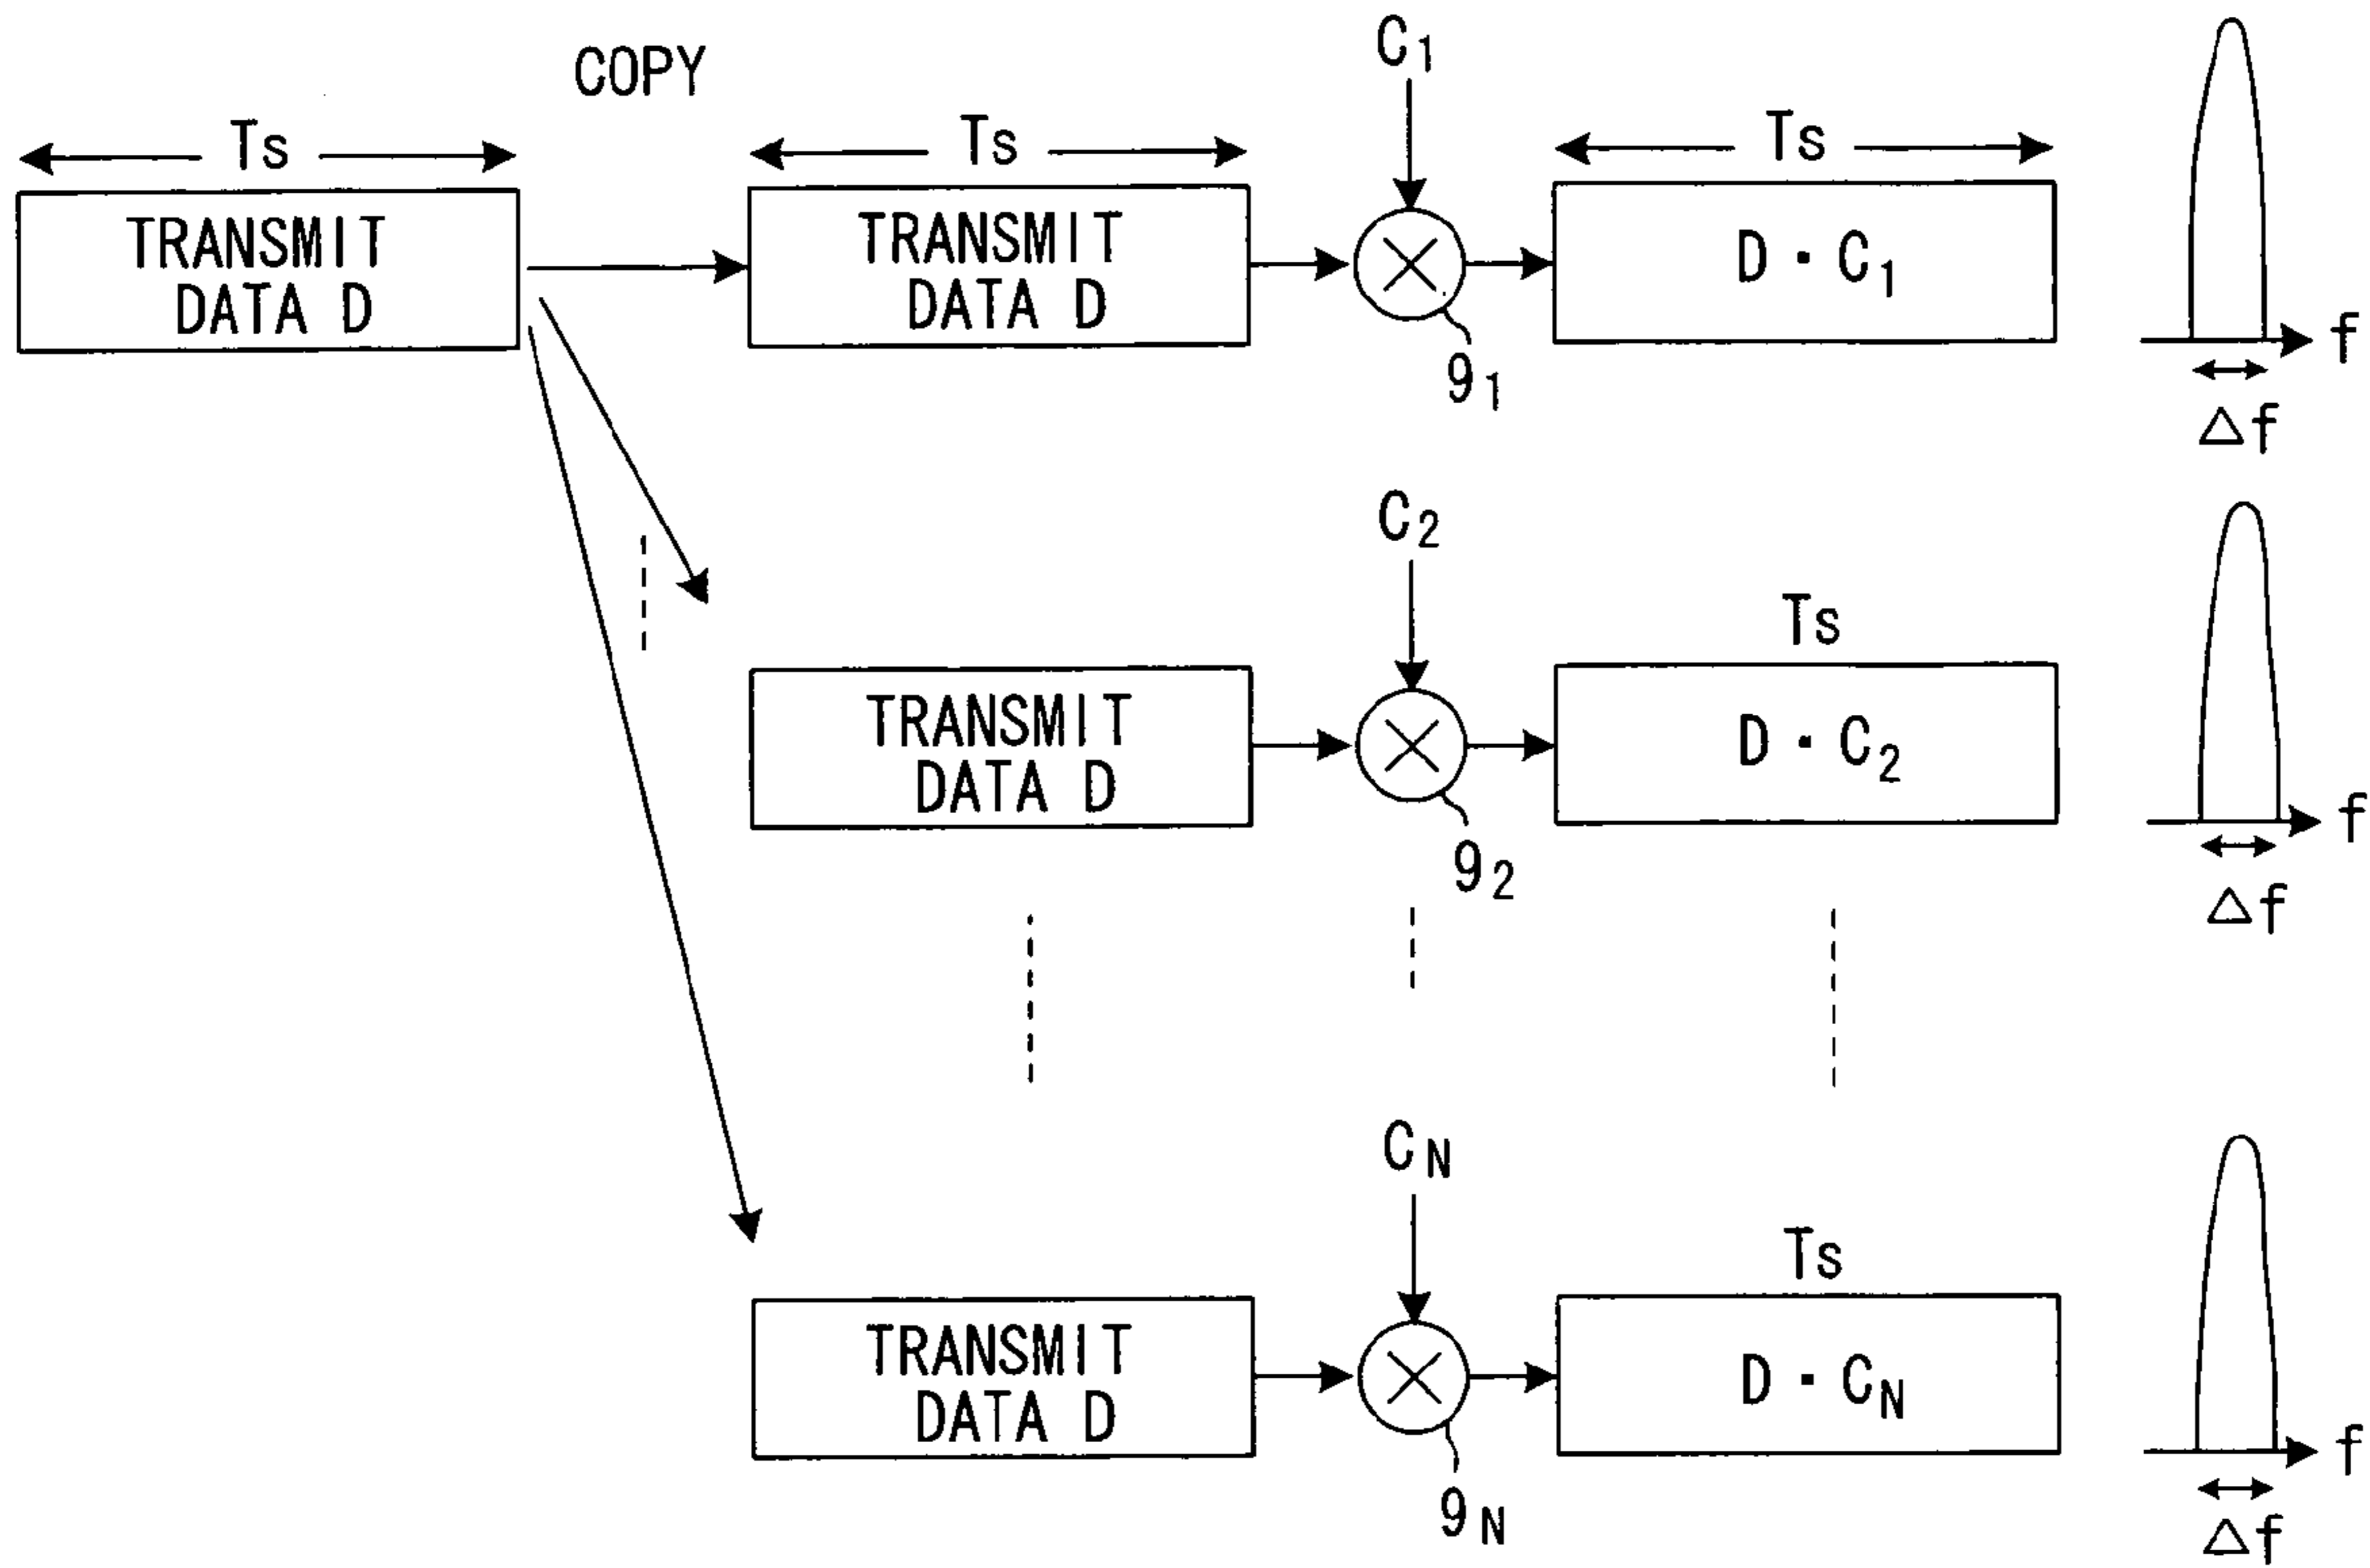 COPY
C1
Ts
Ts
Ts
TRANSMIT
DATA D
TRANSMIT
DATA D
D · C1
f
91
Δf
C2
Ts
TRANSMIT
DATA D
D · C2
f
92
Δf
CN
Ts
TRANSMIT
DATA D
D · CN
f
9N
Δf